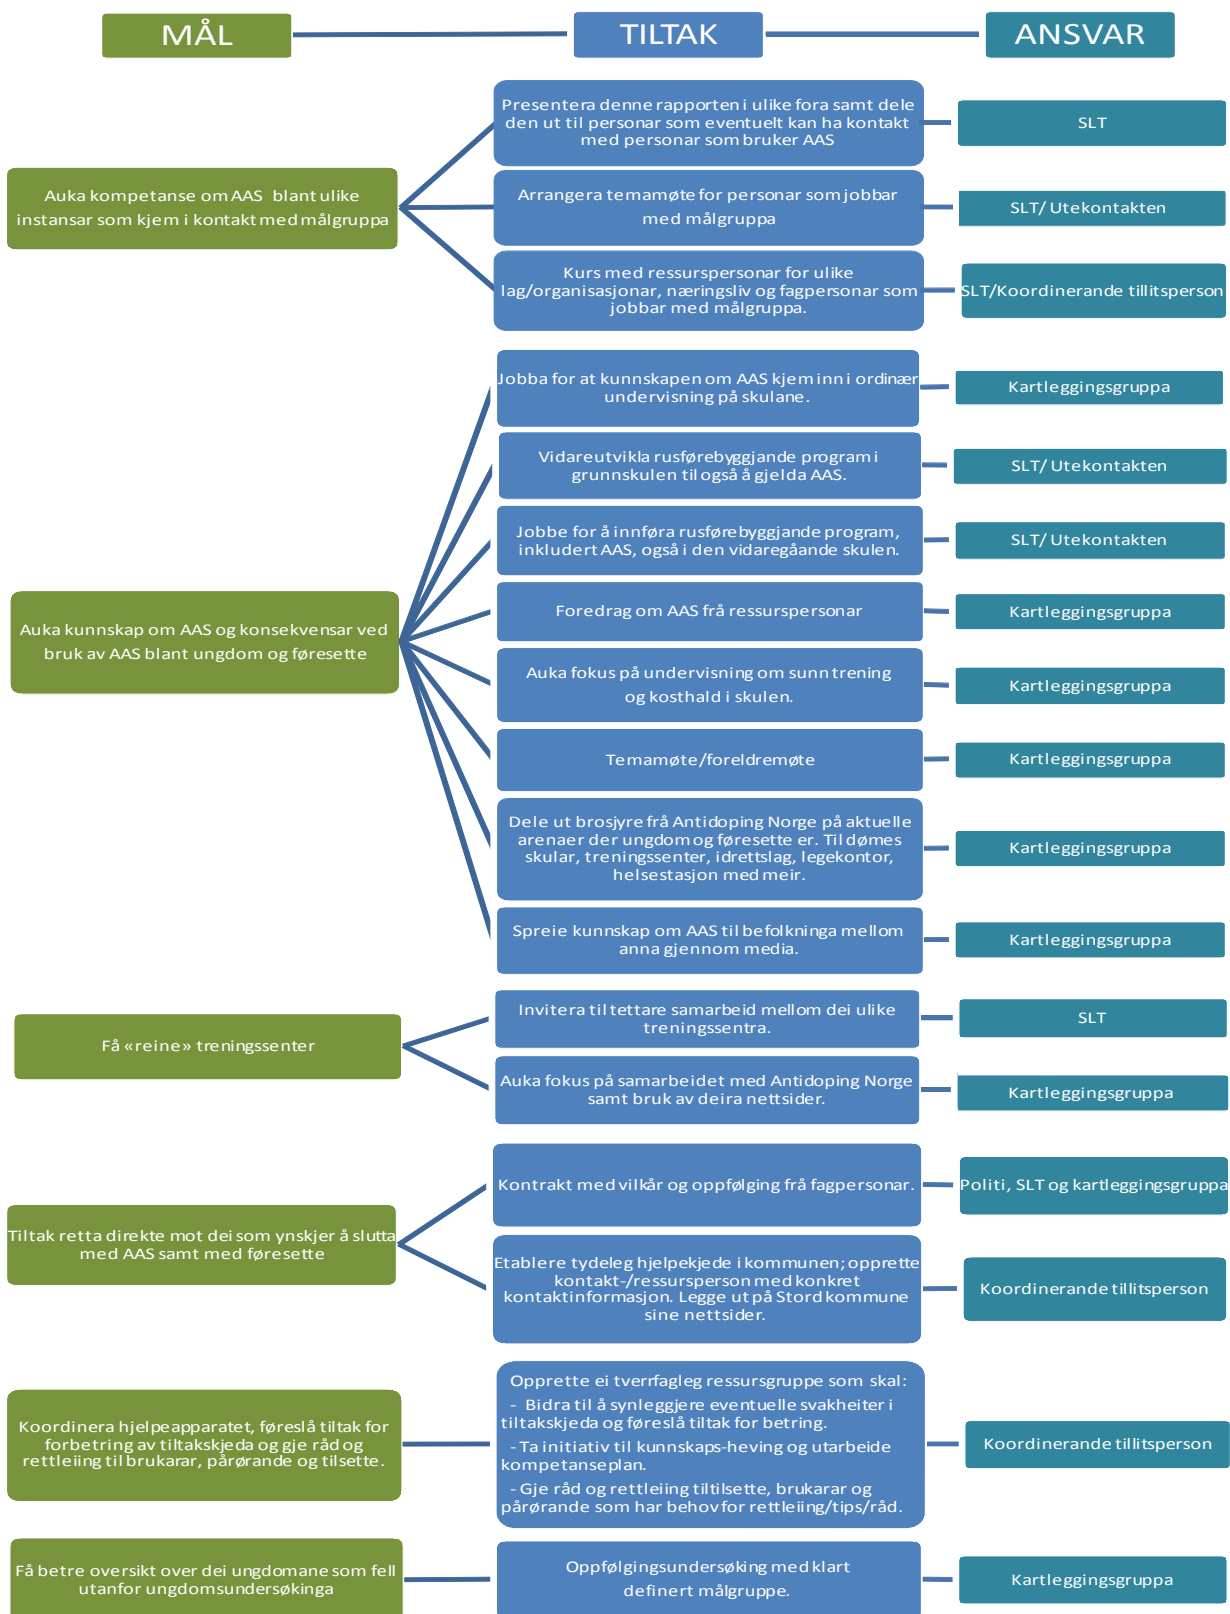 MÅL
TILTAK
ANSVAR
Auka kompetanse om AAS blant ulike
instansar som kjem i kontakt med målgruppa
Presentera denne rapporten i ulike fora samt dele
den ut til personar som eventuelt kan ha kontakt
med personar som bruker AAS
SLT
Arrangera temamøte for personar som jobbar
med målgruppa
SLT/ Utekontakten
Kurs med ressurspersonar for ulike
lag/organisasjonar, næringsliv og fagpersonar som
jobbar med målgruppa.
SLT/Koordinerande tillitsperson
Auka kunnskap om AAS og konsekvensar ved
bruk av AAS blant ungdom og føresette
Jobba for at kunnskapen om AAS kjem inn i ordinær
undervisning på skulane.
Kartleggingsgruppa
Vidareutvikla rusførebyggjande program i
grunnskulen til også å gjelda AAS.
SLT/ Utekontakten
Jobbe for å innføra rusførebyggjande program,
inkludert AAS, også i den vidaregåande skulen.
SLT/ Utekontakten
Foredrag om AAS frå ressurspersonar
Kartleggingsgruppa
Auka fokus på undervisning om sunn trening
og kosthald i skulen.
Kartleggingsgruppa
Temamøte/foreldremøte
Kartleggingsgruppa
Dele ut brosjyre frå Antidoping Norge på aktuelle
arenaer der ungdom og føresette er. Til dømes
skular, treningssenter, idrettslag, legekontor,
helsestasjon med meir.
Kartleggingsgruppa
Spreie kunnskap om AAS til befolkninga mellom
anna gjennom media.
Kartleggingsgruppa
Få «reine» treningssenter
Invitera til tettare samarbeid mellom dei ulike
treningssentra.
SLT
Auka fokus på samarbeidet med Antidoping Norge
samt bruk av deira nettsider.
Kartleggingsgruppa
Tiltak retta direkte mot dei som ynskjer å slutta
med AAS samt med føresette
Kontrakt med vilkår og oppfølging frå fagpersonar.
Politi, SLT og kartleggingsgruppa
Etablere tydeleg hjelpekjede i kommunen; opprette
kontakt-/ressursperson med konkret
kontaktinformasjon. Legge ut på Stord kommune
sine nettsider.
Koordinerande tillitsperson
Koordinera hjelpeapparatet, føreslå tiltak for
forbetring av tiltakskjeda og gje råd og
rettleiing til brukarar, pårørande og tilsette.
Opprette ei tverrfagleg ressursgruppe som skal:
- Bidra til å synleggjere eventuelle svakheiter i
tiltakskjeda og føreslå tiltak for betring.
- Ta initiativ til kunnskaps-heving og utarbeide
kompetanseplan.
- Gje råd og rettleiing til tilsette, brukarar og
pårørande som har behov for rettleiing/tips/råd.
Koordinerande tillitsperson
Få betre oversikt over dei ungdomane som fell
utanfor ungdomsundersøkinga
Oppfølgingsundersøking med klart
definert målgruppe.
Kartleggingsgruppa